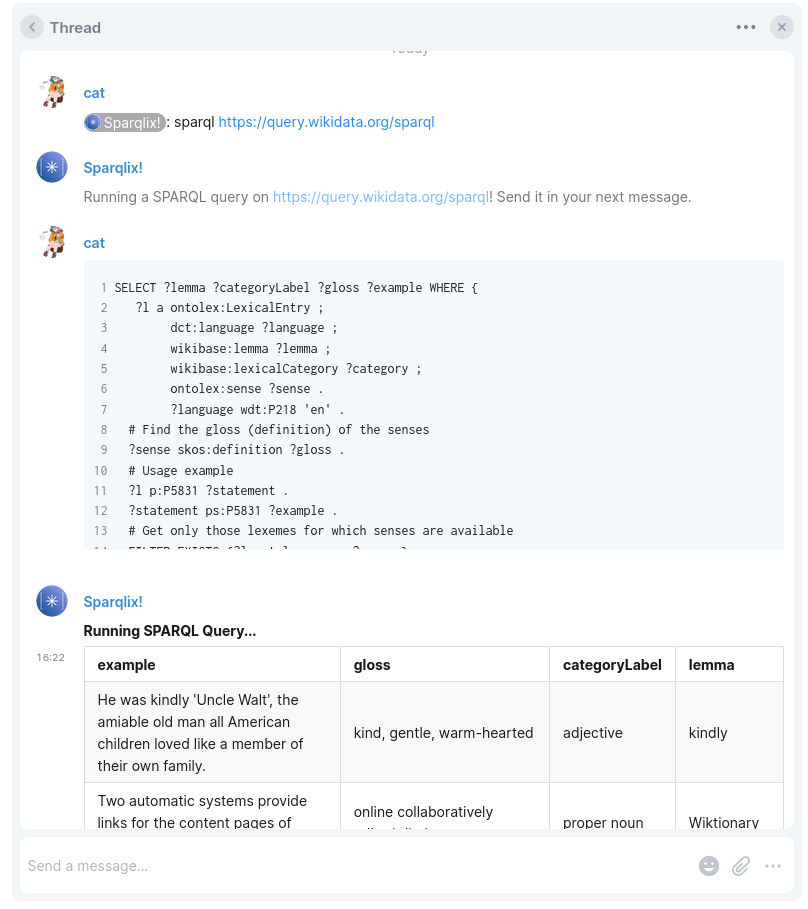 Thread
Today
cat
Sparqlix! : sparql https://query.wikidata.org/sparql
Sparqlix!
Running a SPARQL query on https://query.wikidata.org/sparql! Send it in your next message.
cat
1 SELECT ?lemma ?categoryLabel ?gloss ?example WHERE {
2 ?l a ontolex:LexicalEntry ;
3 dct:language ?language ;
4 wikibase:lemma ?lemma ;
5 wikibase:lexicalCategory ?category ;
6 ontolex:sense ?sense .
7 ?language wdt:P218 'en' .
8 # Find the gloss (definition) of the senses
9 ?sense skos:definition ?gloss .
10 # Usage example
11 ?l p:P5831 ?statement .
12 ?statement ps:P5831 ?example .
13 # Get only those lexemes for which senses are available
14 FILTER EXISTS
Sparqlix!
Running SPARQL Query...
16:22
example gloss categoryLabel lemma
He was kindly 'Uncle Walt', the
amiable old man all American
children loved like a member of
their own family.
kind, gentle, warm-hearted
adjective
kindly
Two automatic systems provide
links for the content pages of
online collaboratively
proper noun
Wiktionary
Send a message...